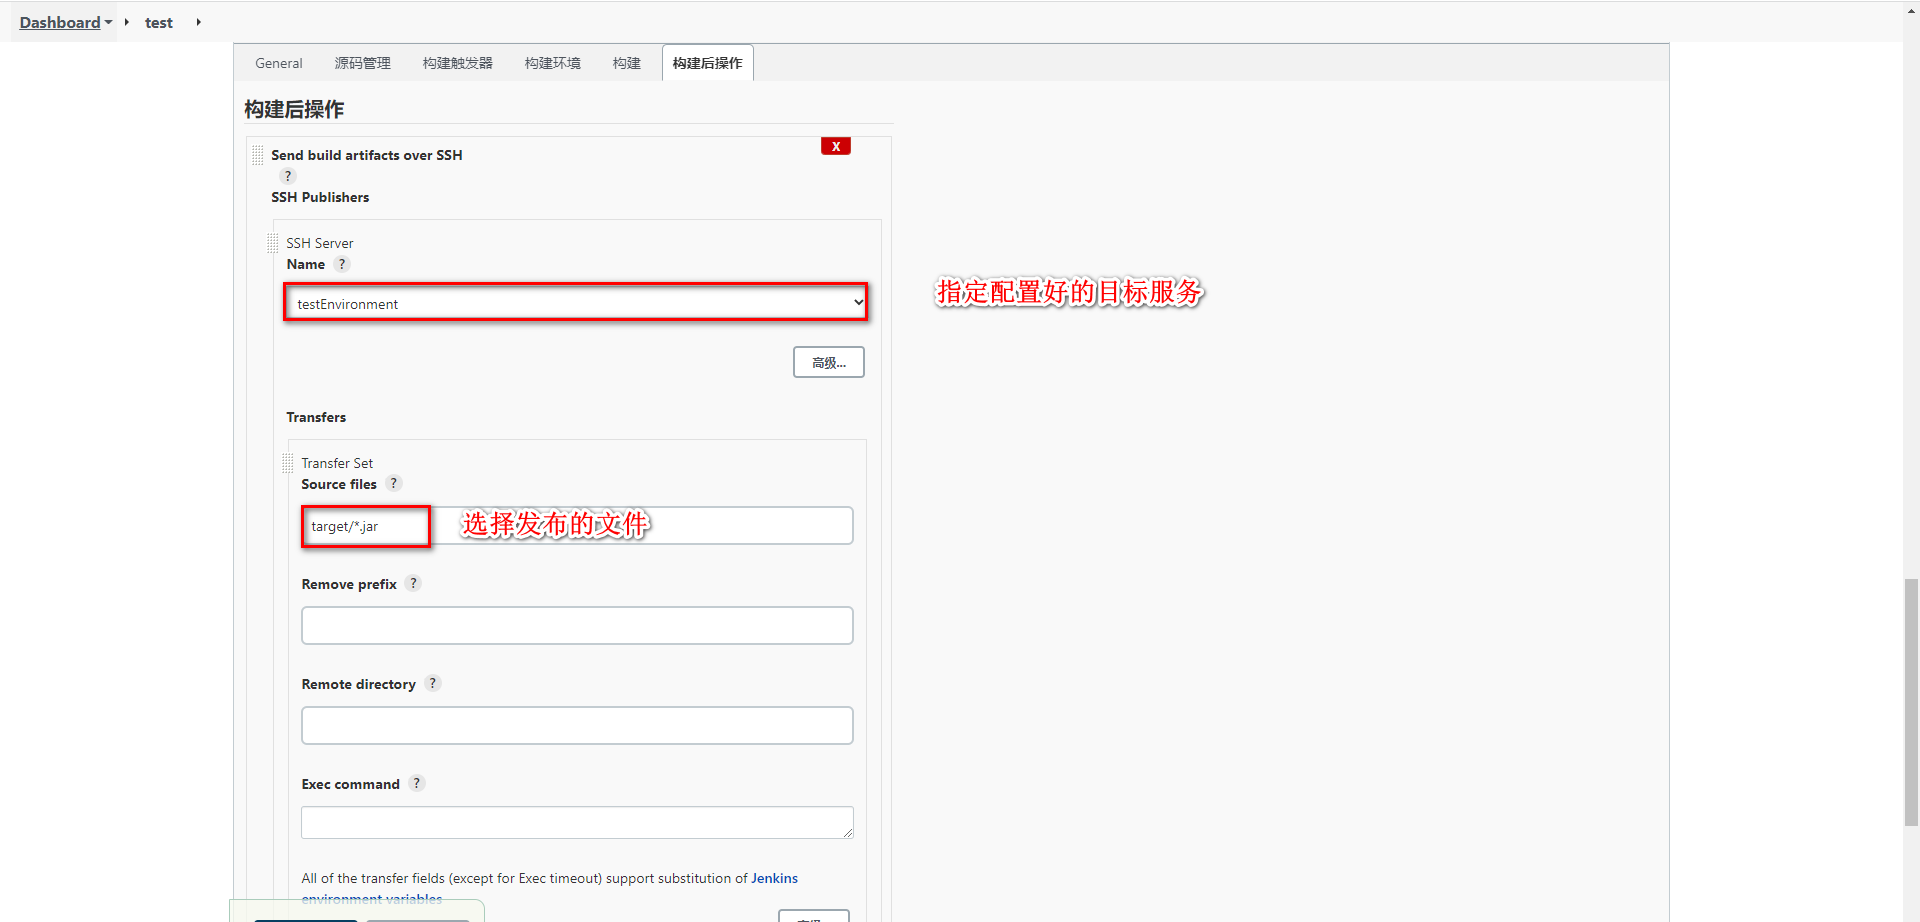 Dashboard test
General 源码管理 构建触发器 构建环境 构建 构建后操作
构建后操作
Send build artifacts over SSH
X
?
SSH Publishers
SSH Server
Name ?
testEnvironment
指定配置好的目标服务
高级...
Transfers
Transfer Set
Source files ?
target/*.jar
选择发布的文件
Remove prefix ?
Remote directory ?
Exec command ?
All of the transfer fields (except for Exec timeout) support substitution of Jenkins
environment variables
高级...